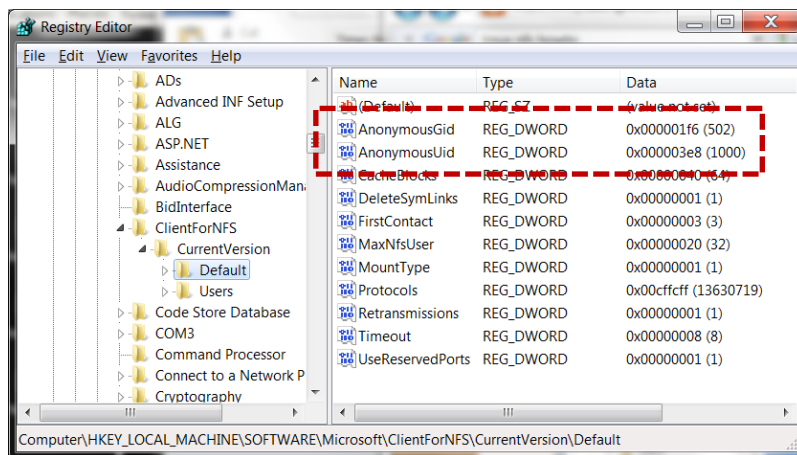 Registry Editor
File Edit View Favorites Help
ADs
Advanced INF Setup
ALG
ASP.NET
Assistance
AudioCompressionMan
BidInterface
ClientForNFS
CurrentVersion
Default
Users
Code Store Database
COM3
Command Processor
Connect to a Network P
Cryptography
Name Type Data
(Default) REG_SZ (value not set)
AnonymousGid REG_DWORD 0x000001f6 (502)
AnonymousUid REG_DWORD 0x000003e8 (1000)
CacheBlocks REG_DWORD 0x00000040 (64)
DeleteSymLinks REG_DWORD 0x00000001 (1)
FirstContact REG_DWORD 0x00000003 (3)
MaxNfsUser REG_DWORD 0x00000020 (32)
MountType REG_DWORD 0x00000001 (1)
Protocols REG_DWORD 0x00cffcff (13630719)
Retransmissions REG_DWORD 0x00000001 (1)
Timeout REG_DWORD 0x00000008 (8)
UseReservedPorts REG_DWORD 0x00000001 (1)
Computer\HKEY_LOCAL_MACHINE\SOFTWARE\Microsoft\ClientForNFS\CurrentVersion\Default